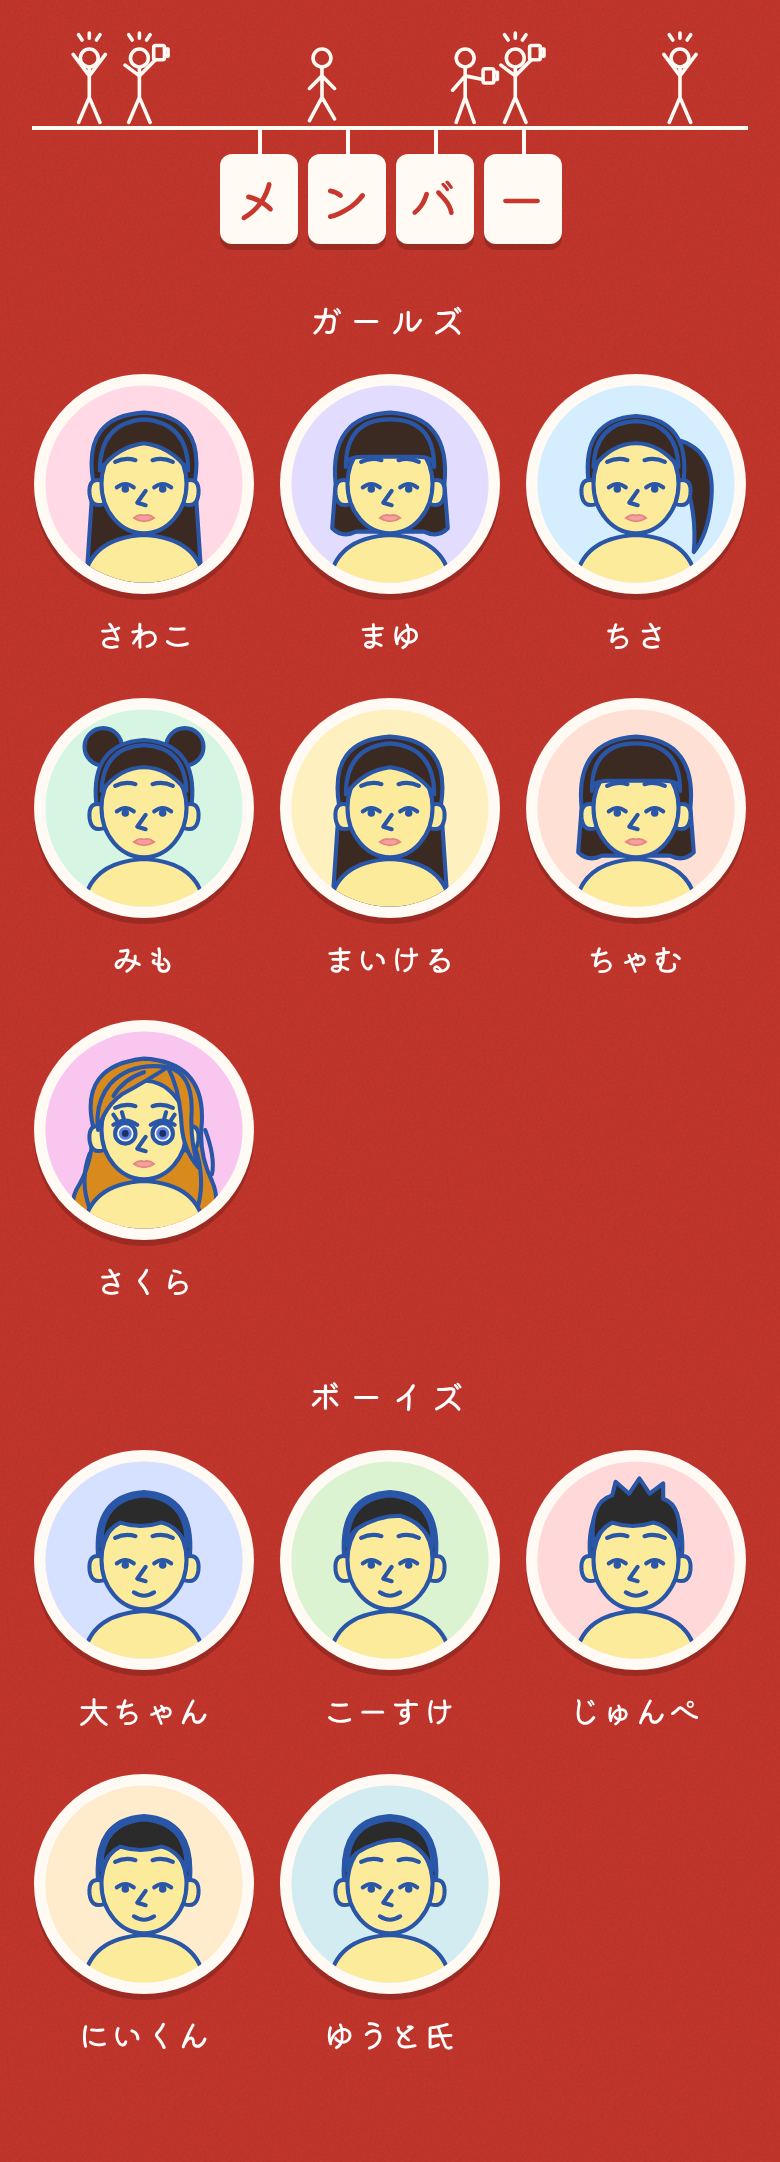 メンバー
ガールズ
さわこ まゆ ちさ
みも まいける ちゃむ
さくら
ボーイズ
大ちゃん こーすけ じゅんぺ
にいくん ゆうと氏